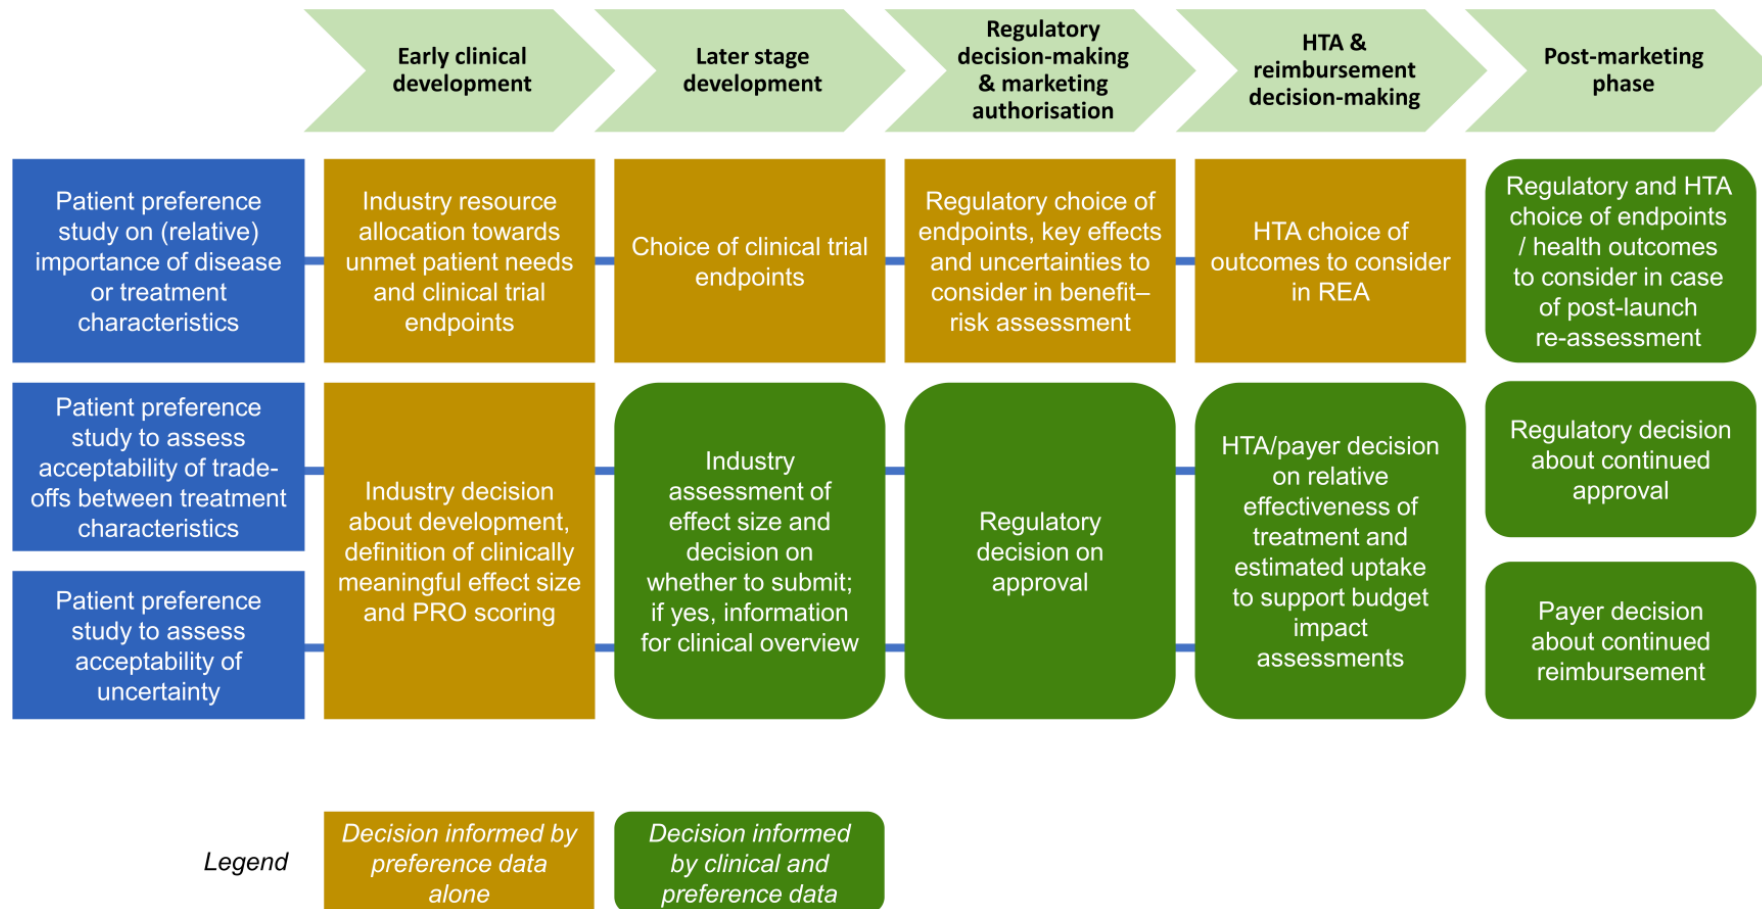 Early clinical
development
Later stage
development
Regulatory
decision-making
& marketing
authorisation
HTA &
reimbursement
decision-making
Post-marketing
phase
Patient preference
study on (relative)
importance of disease
or treatment
characteristics
Industry resource
allocation towards
unmet patient needs
and clinical trial
endpoints
Choice of clinical trial
endpoints
Regulatory choice of
endpoints, key effects
and uncertainties to
consider in benefit–
risk assessment
HTA choice of
outcomes to consider
in REA
Regulatory and HTA
choice of endpoints
/ health outcomes
to consider in case
of post-launch
re-assessment
Patient preference
study to assess
acceptability of trade-
offs between treatment
characteristics
Patient preference
study to assess
acceptability of
uncertainty
Industry decision
about development,
definition of clinically
meaningful effect size
and PRO scoring
Industry
assessment of
effect size and
decision on
whether to submit;
if yes, information
for clinical overview
Regulatory
decision on
approval
HTA/payer decision
on relative
effectiveness of
treatment and
estimated uptake
to support budget
impact
assessments
Regulatory decision
about continued
approval
Payer decision
about continued
reimbursement
Legend
Decision informed by
preference data
alone
Decision informed
by clinical and
preference data